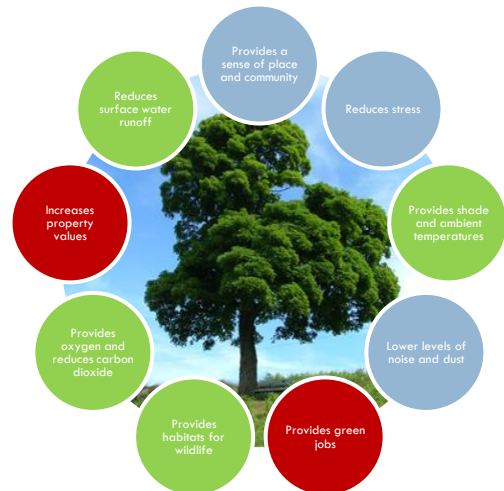 Provides a
sense of place
and community
Reduces stress
Provides shade
and ambient
temperatures
Lower levels of
noise and dust
Provides green
jobs
Provides
habitats for
wildlife
Provides
oxygen and
reduces carbon
dioxide
Increases
property
values
Reduces
surface water
runoff